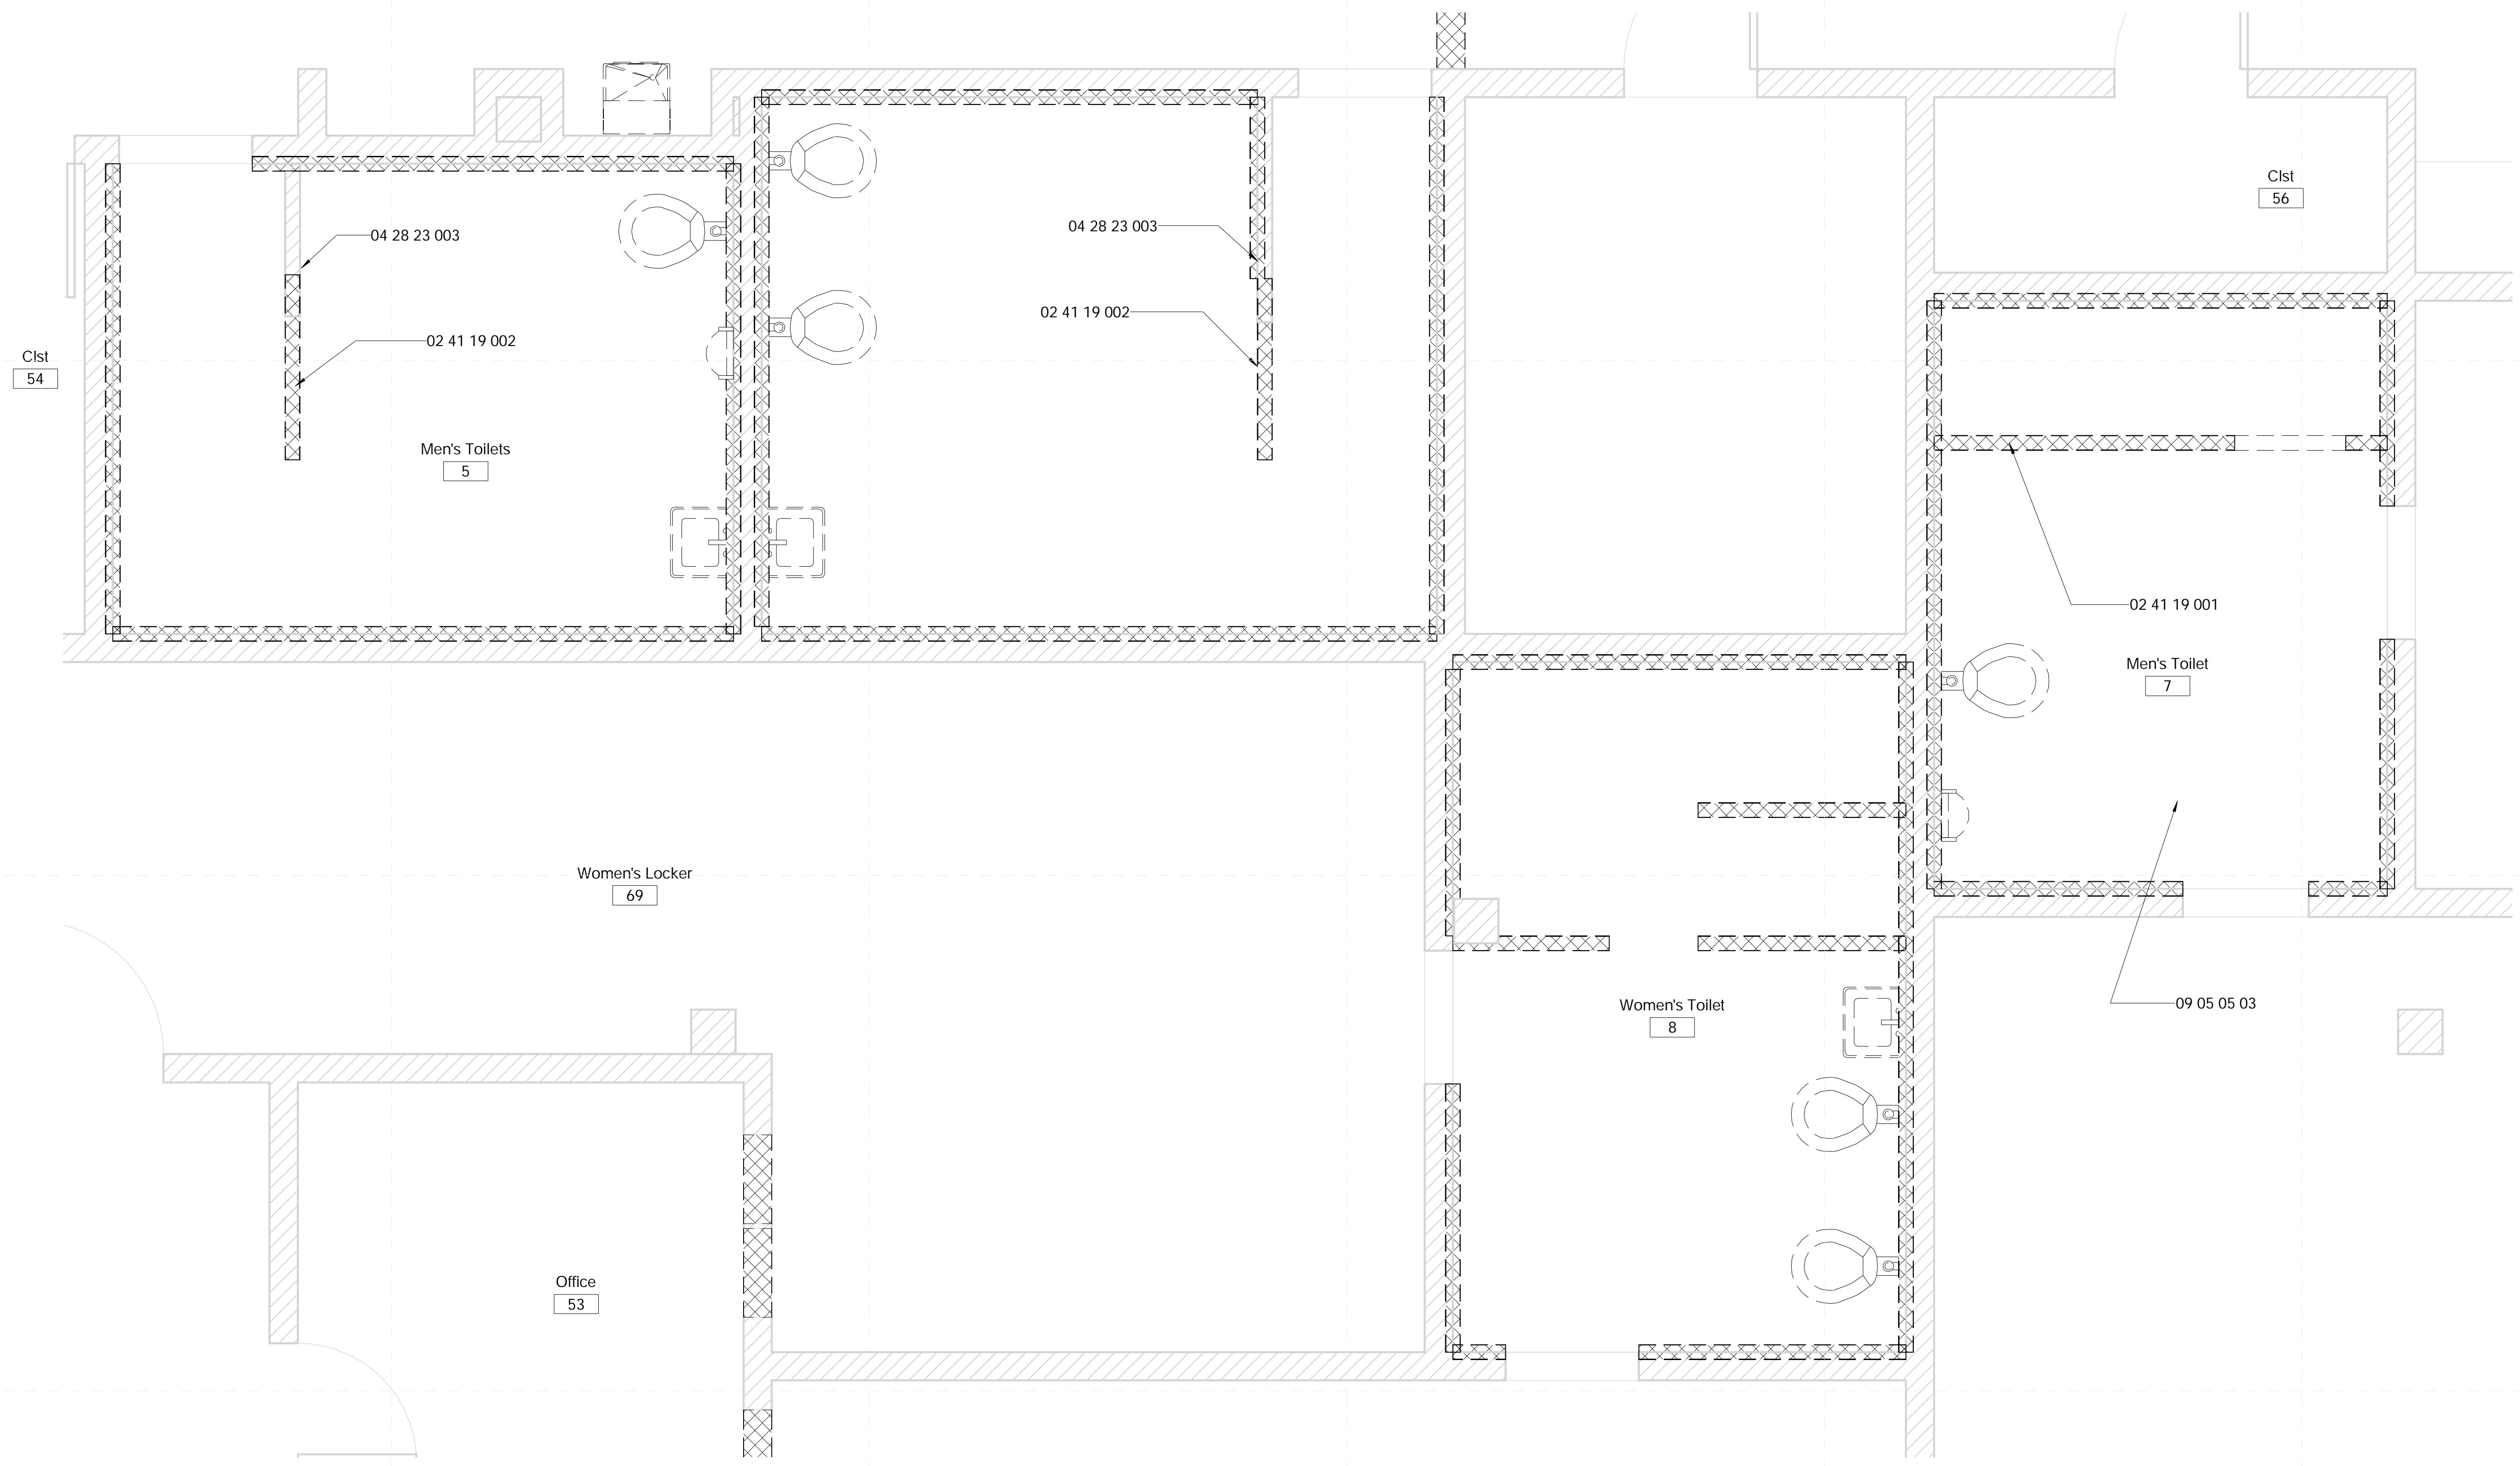 Clst
56
04 28 23 003
04 28 23 003
02 41 19 002
02 41 19 002
Clst
54
Men's Toilets
5
02 41 19 001
Men's Toilet
7
Women's Locker
69
Women's Toilet
8
09 05 05 03
Office
53